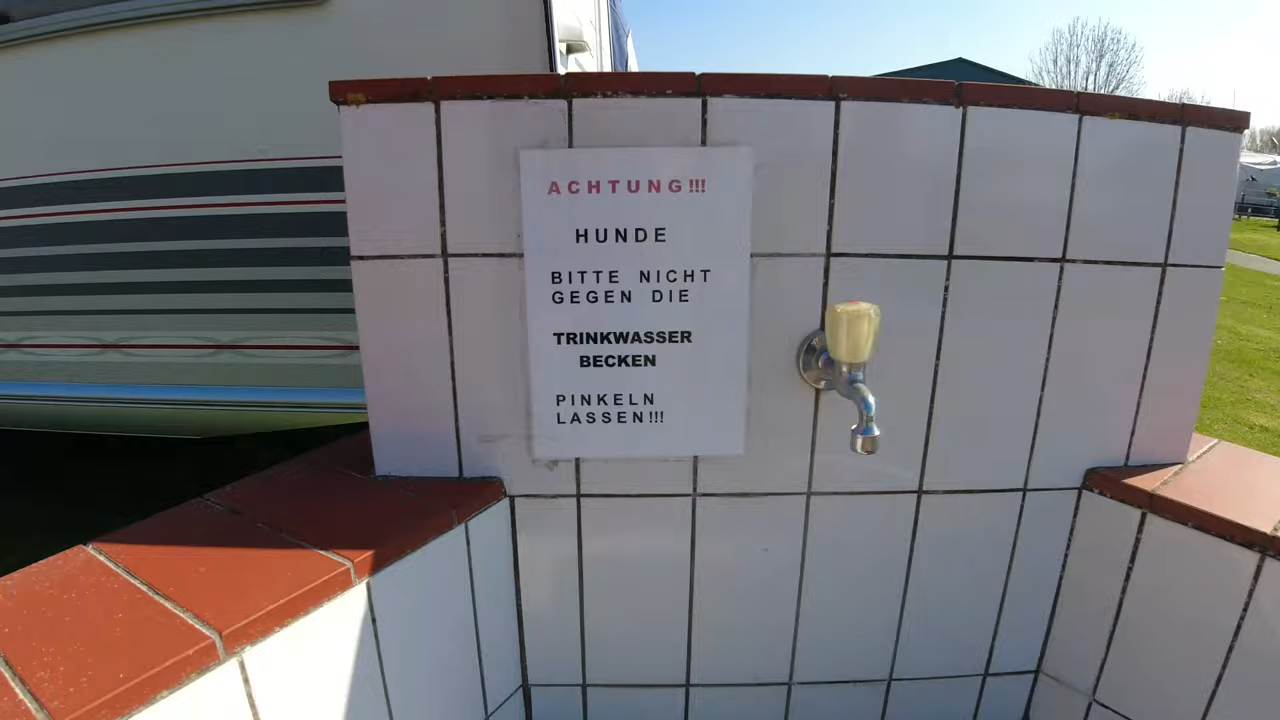 ACHTUNG!!!
HUNDE
BITTE NICHT
GEGEN DIE
TRINKWASSER
BECKEN
PINKELN
LASSEN!!!